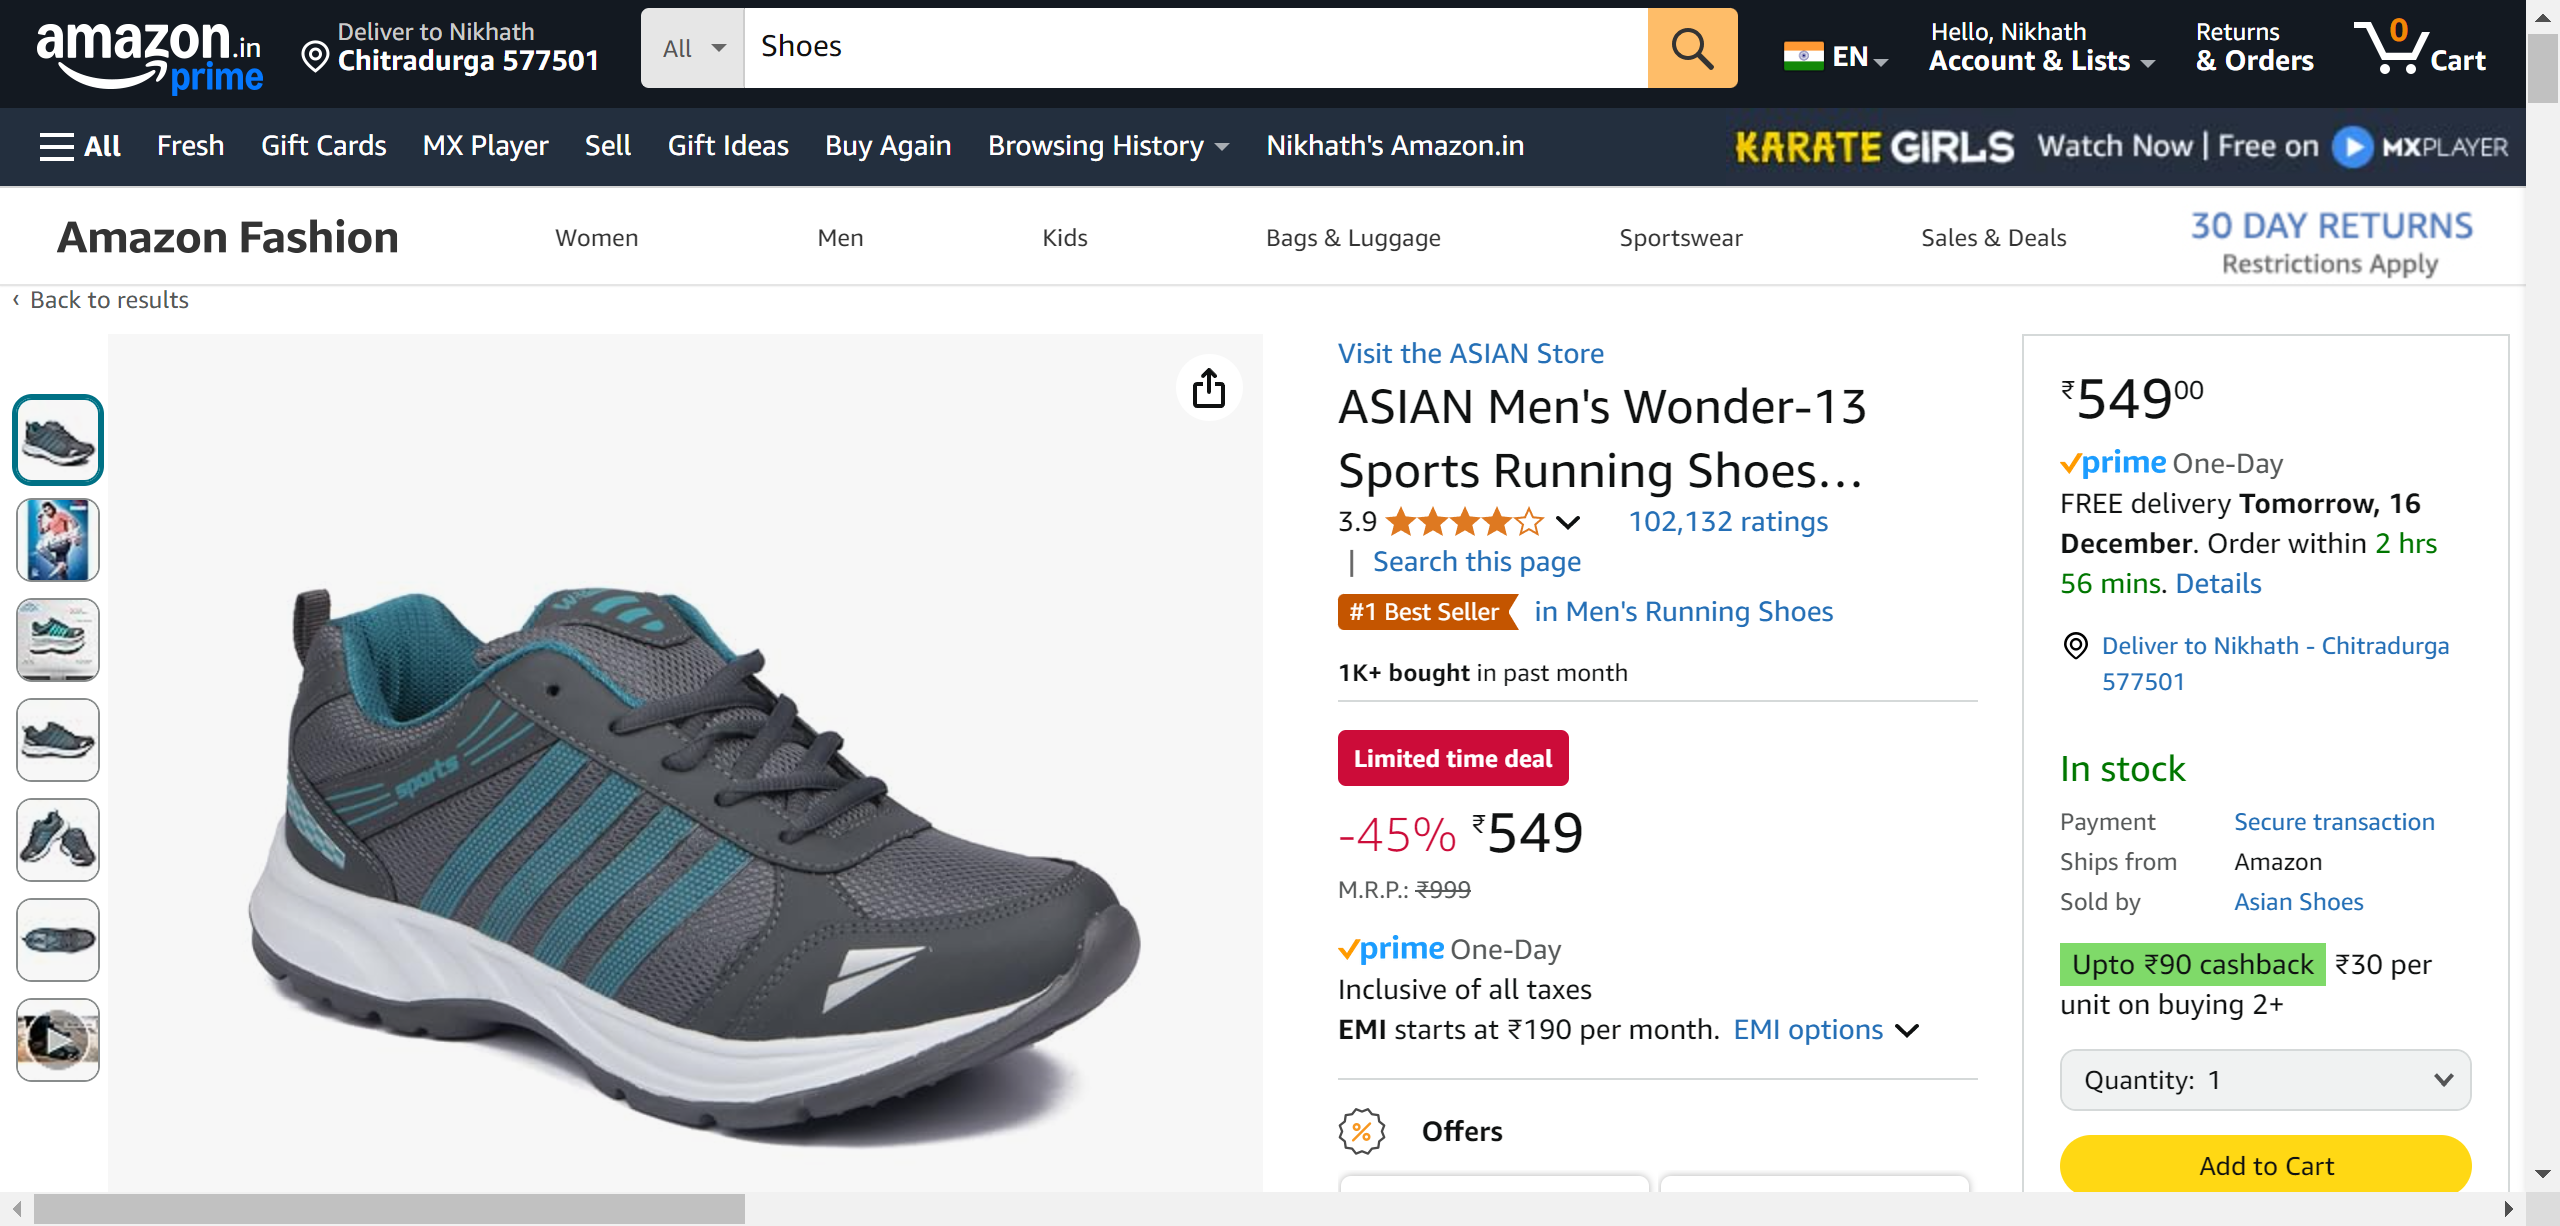 amazon.in
prime
Deliver to Nikhath
Chitradurga 577501
All
Shoes
EN
Hello, Nikhath
Account & Lists
Returns
& Orders
0
Cart
All
Fresh
Gift Cards
MX Player
Sell
Gift Ideas
Buy Again
Browsing History
Nikhath's Amazon.in
KARATE GIRLS Watch Now | Free on MXPLAYER
Amazon Fashion
Women
Men
Kids
Bags & Luggage
Sportswear
Sales & Deals
30 DAY RETURNS
Restrictions Apply
‹ Back to results
sports
Visit the ASIAN Store
ASIAN Men's Wonder-13
Sports Running Shoes...
3.9
102,132 ratings
| Search this page
#1 Best Seller in Men's Running Shoes
1K+ bought in past month
Limited time deal
-45% ₹549
M.R.P.: ₹999
prime One-Day
Inclusive of all taxes
EMI starts at ₹190 per month. EMI options
% Offers
₹54900
prime One-Day
FREE delivery Tomorrow, 16
December. Order within 2 hrs
56 mins. Details
Deliver to Nikhath - Chitradurga
577501
In stock
Payment Secure transaction
Ships from Amazon
Sold by Asian Shoes
Upto ₹90 cashback ₹30 per
unit on buying 2+
Quantity: 1
Add to Cart